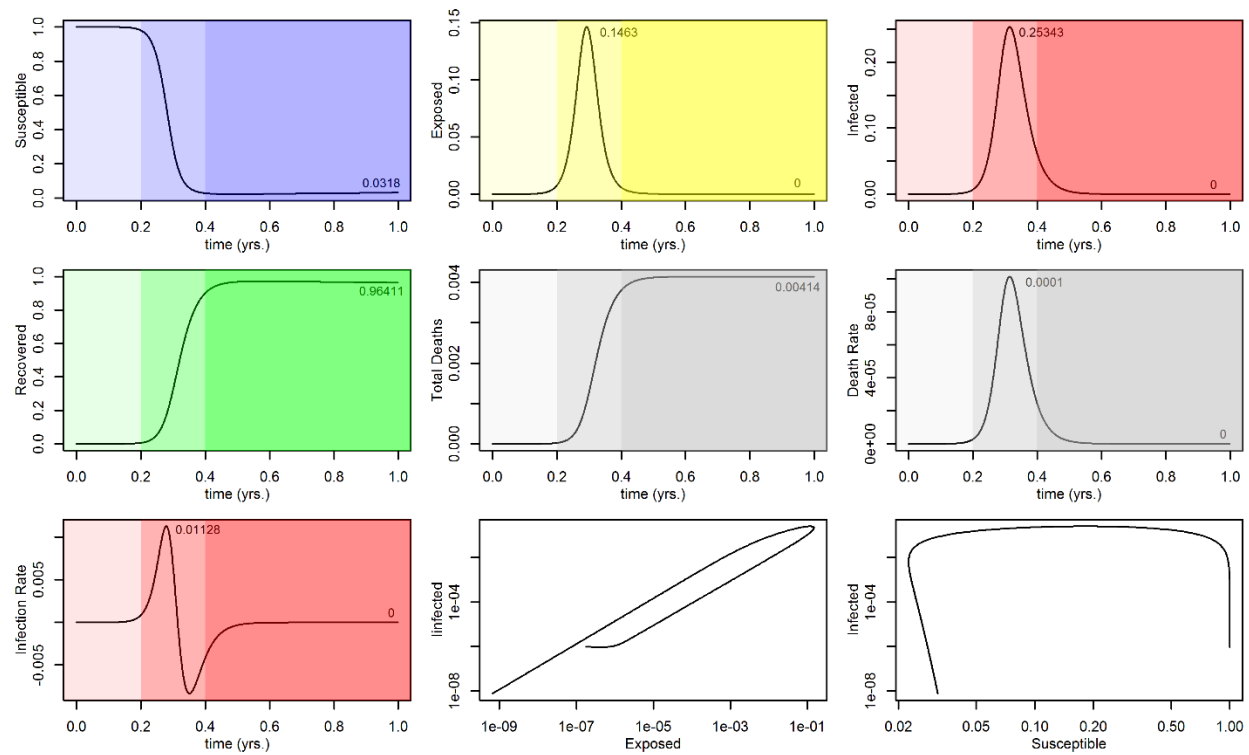 Susceptible
0.0 0.2 0.4 0.6 0.8 1.0
0.0318
0.0 0.2 0.4 0.6 0.8 1.0
time (yrs.)
Exposed
0.00 0.05 0.10 0.15
0.1463
0
0.0 0.2 0.4 0.6 0.8 1.0
time (yrs.)
Infected
0.00 0.10 0.20
0.25343
0
0.0 0.2 0.4 0.6 0.8 1.0
time (yrs.)
Recovered
0.0 0.2 0.4 0.6 0.8 1.0
0.96411
0.0 0.2 0.4 0.6 0.8 1.0
time (yrs.)
Total Deaths
0.000 0.002 0.004
0.00414
0.0 0.2 0.4 0.6 0.8 1.0
time (yrs.)
Death Rate
0e+00 4e-05 8e-05
0.0001
0
0.0 0.2 0.4 0.6 0.8 1.0
time (yrs.)
Infection Rate
-0.005 0.005
0.01128
0
0.0 0.2 0.4 0.6 0.8 1.0
time (yrs.)
Iinfected
1e-08 1e-04
1e-09 1e-07 1e-05 1e-03 1e-01
Exposed
Infected
1e-08 1e-04
0.02 0.05 0.10 0.20 0.50 1.00
Susceptible